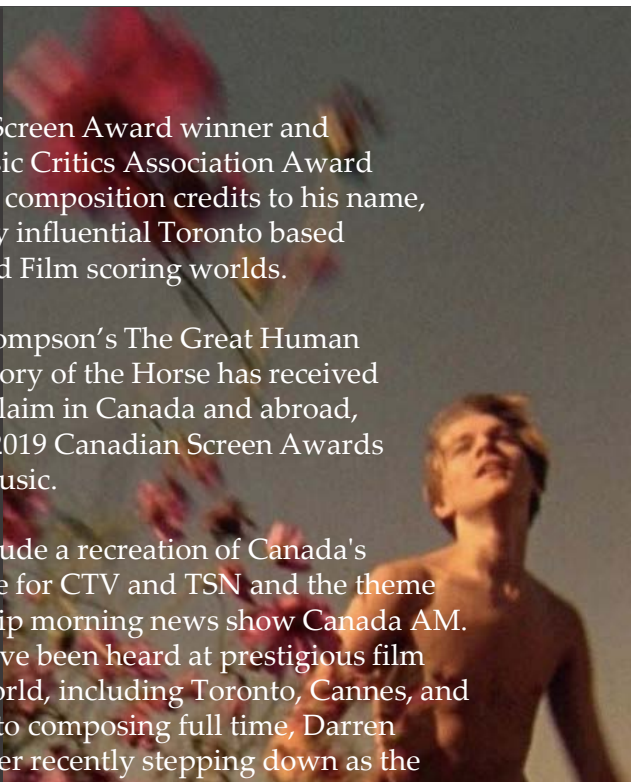 Screen Award winner and
sic Critics Association Award
composition credits to his name,
y influential Toronto based
d Film scoring worlds.
ompson’s The Great Human
ory of the Horse has received
laim in Canada and abroad,
2019 Canadian Screen Awards
usic.
ude a recreation of Canada's
e for CTV and TSN and the theme
ip morning news show Canada AM.
ve been heard at prestigious film
orld, including Toronto, Cannes, and
to composing full time, Darren
er recently stepping down as the